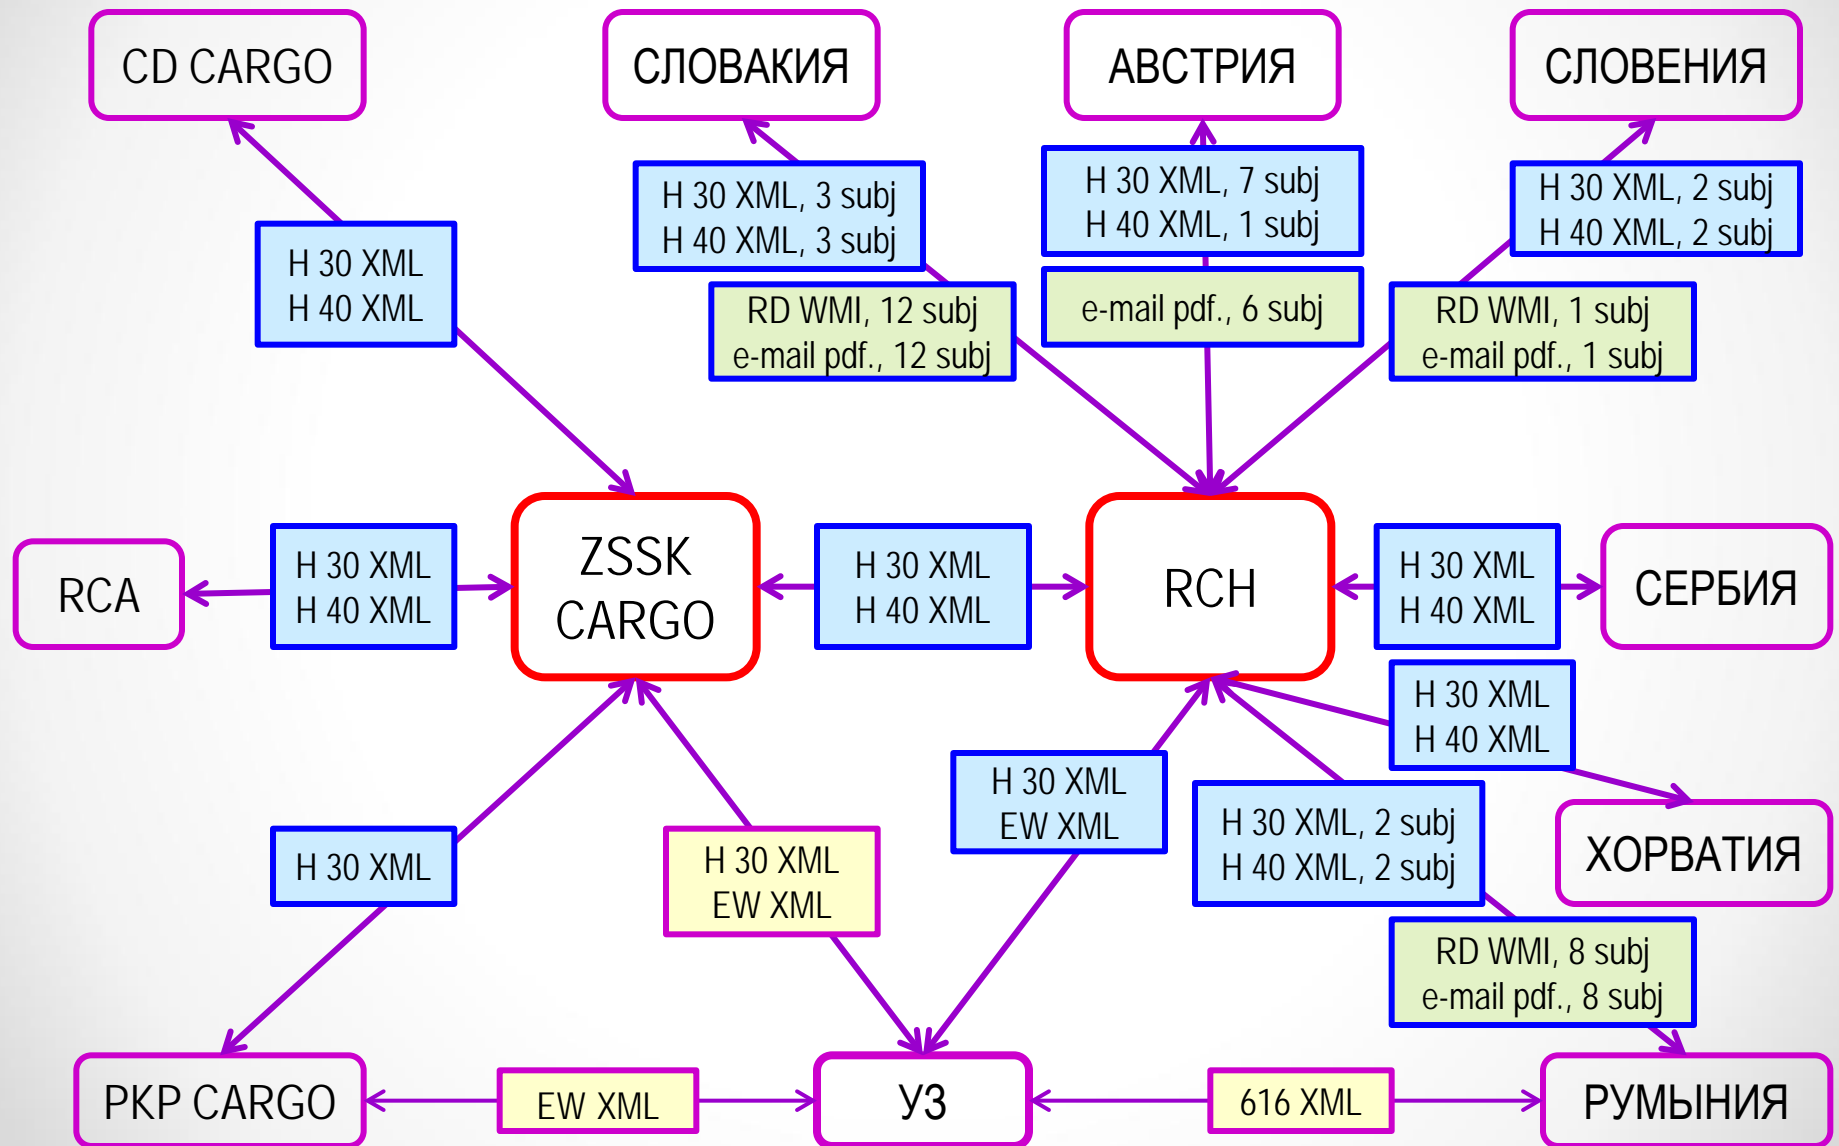 CD CARGO
СЛОВАКИЯ
АВСТРИЯ
СЛОВЕНИЯ
H 30 XML
H 40 XML
H 30 XML, 3 subj
H 40 XML, 3 subj
H 30 XML, 7 subj
H 40 XML, 1 subj
H 30 XML, 2 subj
H 40 XML, 2 subj
RD WMI, 12 subj
e-mail pdf., 12 subj
e-mail pdf., 6 subj
RD WMI, 1 subj
e-mail pdf., 1 subj
RCA
H 30 XML
H 40 XML
ZSSK
CARGO
H 30 XML
H 40 XML
RCH
H 30 XML
H 40 XML
СЕРБИЯ
H 30 XML
H 40 XML
H 30 XML
H 30 XML
EW XML
H 30 XML
EW XML
H 30 XML, 2 subj
H 40 XML, 2 subj
ХОРВАТИЯ
RD WMI, 8 subj
e-mail pdf., 8 subj
PKP CARGO
EW XML
УЗ
616 XML
РУМЫНИЯ